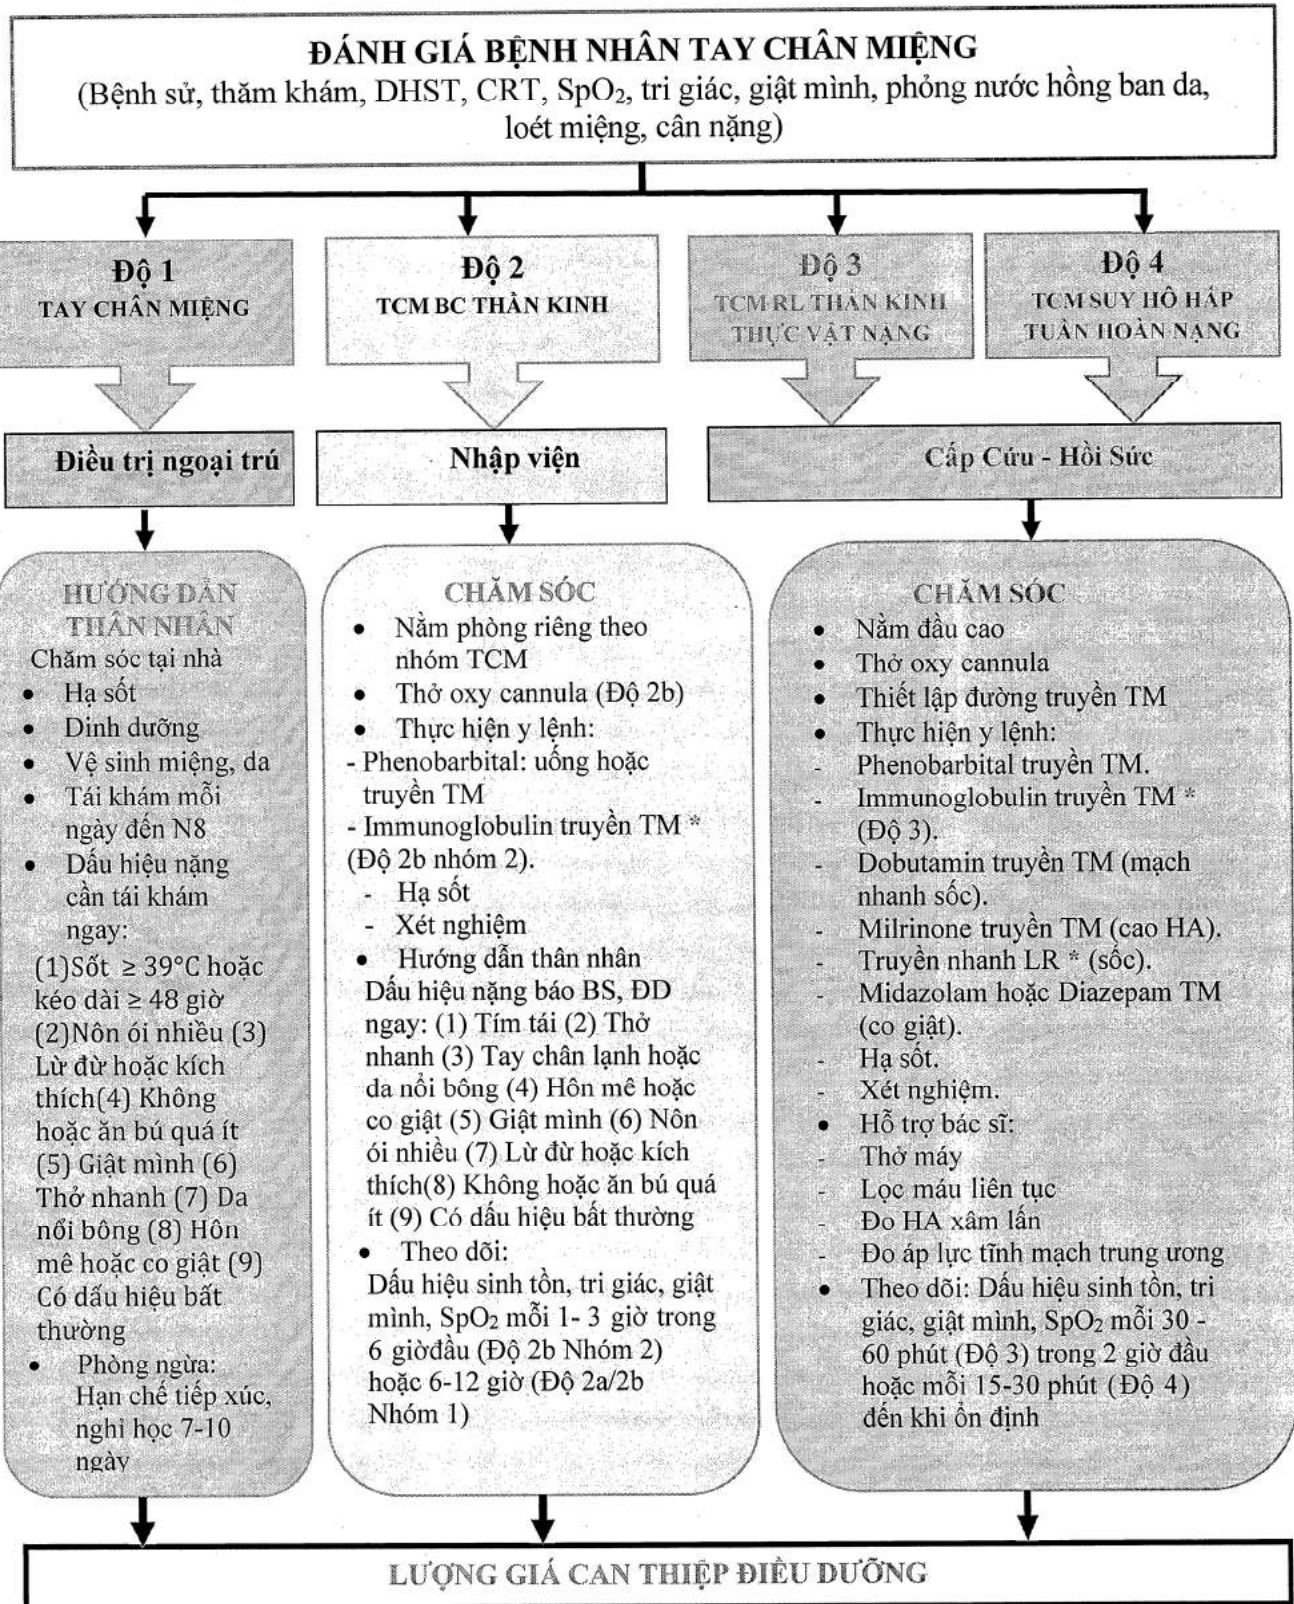 ĐÁNH GIÁ BỆNH NHÂN TAY CHÂN MIỆNG
(Bệnh sử, thăm khám, DHST, CRT, SpO₂, tri giác, giật mình, phỏng nước hồng ban da,
loét miệng, cân nặng)
Độ 1
TAY CHÂN MIỆNG
Độ 2
TCM BC THẦN KINH
Độ 3
TCM RL THẦN KINH
THỰC VẬT NẶNG
Độ 4
TCM SUY HÔ HẤP
TUẦN HOÀN NẶNG
Điều trị ngoại trú
Nhập viện
Cấp Cứu - Hồi Sức
HƯỚNG DẪN
THÂN NHÂN
Chăm sóc tại nhà
• Hạ sốt
• Dinh dưỡng
• Vệ sinh miệng, da
• Tái khám mỗi
ngày đến N8
• Dấu hiệu nặng
cần tái khám
ngay:
(1)Sốt ≥ 39°C hoặc
kéo dài ≥ 48 giờ
(2)Nôn ói nhiều (3)
Lừ đừ hoặc kích
thích(4) Không
hoặc ăn bú quá ít
(5) Giật mình (6)
Thở nhanh (7) Da
nổi bông (8) Hôn
mê hoặc co giật (9)
Có dấu hiệu bất
thường
• Phòng ngừa:
Hạn chế tiếp xúc,
nghỉ học 7-10
ngày
CHĂM SÓC
• Nằm phòng riêng theo
nhóm TCM
• Thở oxy cannula (Độ 2b)
• Thực hiện y lệnh:
- Phenobarbital: uống hoặc
truyền TM
- Immunoglobulin truyền TM *
(Độ 2b nhóm 2).
- Hạ sốt
- Xét nghiệm
• Hướng dẫn thân nhân
Dấu hiệu nặng báo BS, ĐD
ngay: (1) Tím tái (2) Thở
nhanh (3) Tay chân lạnh hoặc
da nổi bông (4) Hôn mê hoặc
co giật (5) Giật mình (6) Nôn
ói nhiều (7) Lừ đừ hoặc kích
thích(8) Không hoặc ăn bú quá
ít (9) Có dấu hiệu bất thường
• Theo dõi:
Dấu hiệu sinh tồn, tri giác, giật
mình, SpO₂ mỗi 1- 3 giờ trong
6 giờđầu (Độ 2b Nhóm 2)
hoặc 6-12 giờ (Độ 2a/2b
Nhóm 1)
CHĂM SÓC
• Nằm đầu cao
• Thở oxy cannula
• Thiết lập đường truyền TM
• Thực hiện y lệnh:
- Phenobarbital truyền TM.
- Immunoglobulin truyền TM *
(Độ 3).
- Dobutamin truyền TM (mạch
nhanh sốc).
- Milrinone truyền TM (cao HA).
- Truyền nhanh LR * (sốc).
- Midazolam hoặc Diazepam TM
(co giật).
- Hạ sốt.
- Xét nghiệm.
• Hỗ trợ bác sĩ:
- Thở máy
- Lọc máu liên tục
- Đo HA xâm lấn
- Đo áp lực tĩnh mạch trung ương
• Theo dõi: Dấu hiệu sinh tồn, tri
giác, giật mình, SpO₂ mỗi 30 -
60 phút (Độ 3) trong 2 giờ đầu
hoặc mỗi 15-30 phút (Độ 4)
đến khi ổn định
LƯỢNG GIÁ CAN THIỆP ĐIỀU DƯỠNG